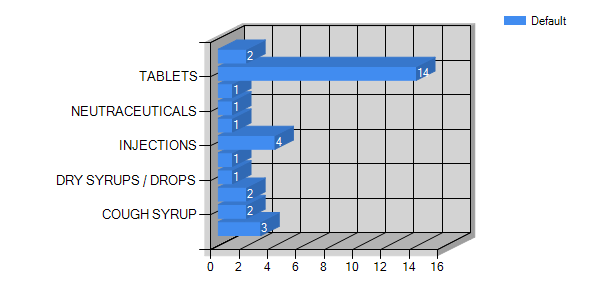 Default
2
TABLETS
14
1
NEUTRACEUTICALS
1
1
INJECTIONS
4
1
DRY SYRUPS / DROPS
1
2
COUGH SYRUP
2
3
0 2 4 6 8 10 12 14 16